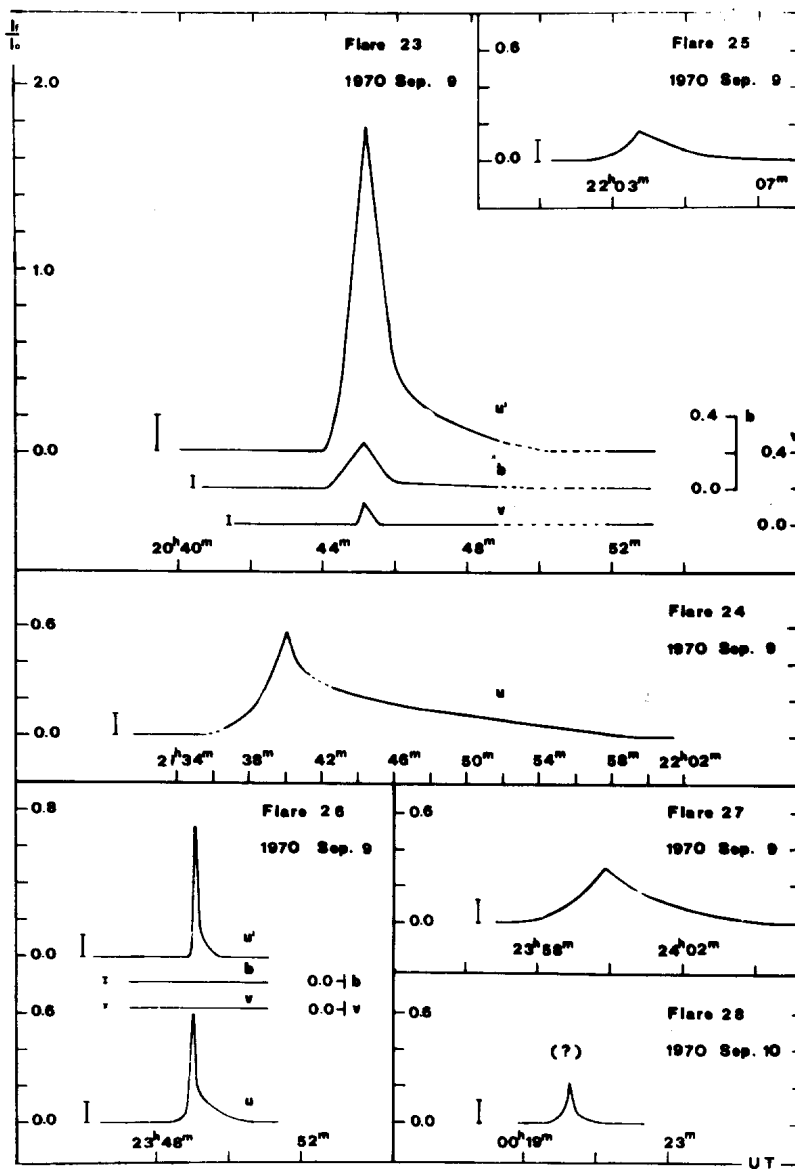 If/Io
Flare 23
1970 Sep. 9
2.0
1.0
0.0
u'
b
v
0.4 b
0.0
v
0.4
0.0
20h40m 44m 48m 52m
Flare 25
1970 Sep. 9
0.6
0.0
22h03m 07m
Flare 24
1970 Sep. 9
0.6
0.0
u
21h34m 38m 42m 46m 50m 54m 58m 22h02m
Flare 26
1970 Sep. 9
0.8
0.0
u'
b
0.0 b
v
0.0 v
0.6
0.0
u
23h48m 52m
Flare 27
1970 Sep. 9
0.6
0.0
23h58m 24h02m
Flare 28
1970 Sep. 10
0.6
(?)
0.0
00h19m 23m
UT